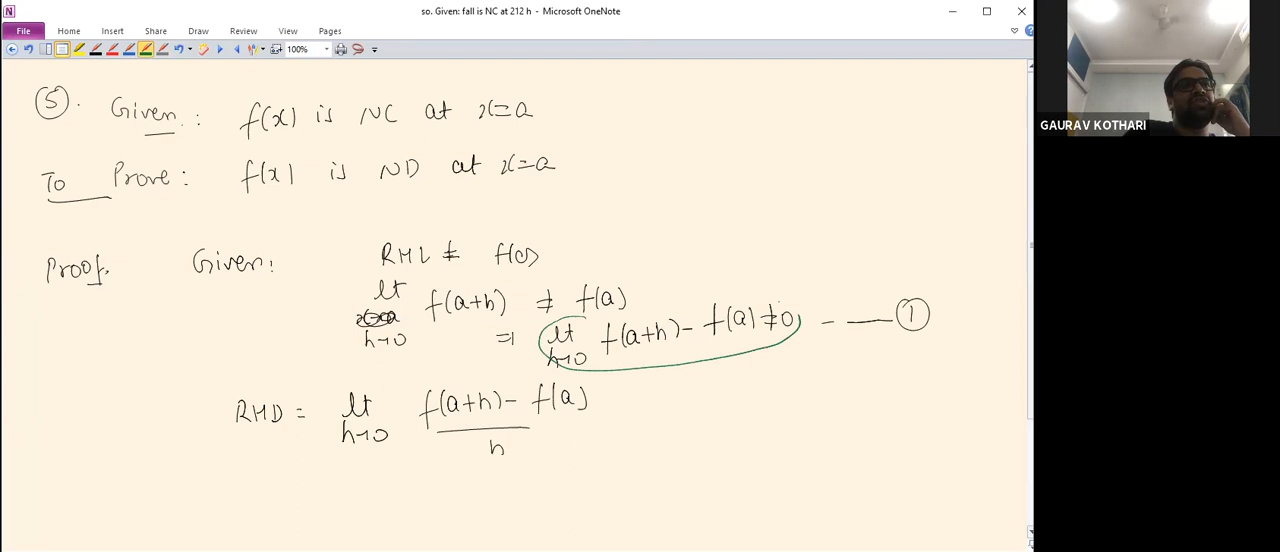 so. Given: fall is NC at 212 h - Microsoft OneNote
File Home Insert Share Draw Review View Pages
100%
⑤. Given: f(x) is NC at x=a
To Prove: f(x) is ND at x=a
Proof. Given: RHL ≠ f(a)
lt h→0 f(a+h) ≠ f(a)
⇒ lt h→0 f(a+h) - f(a) ≠ 0 - — ①
RHD = lt h→0 f(a+h) - f(a)
h
GAURAV KOTHARI